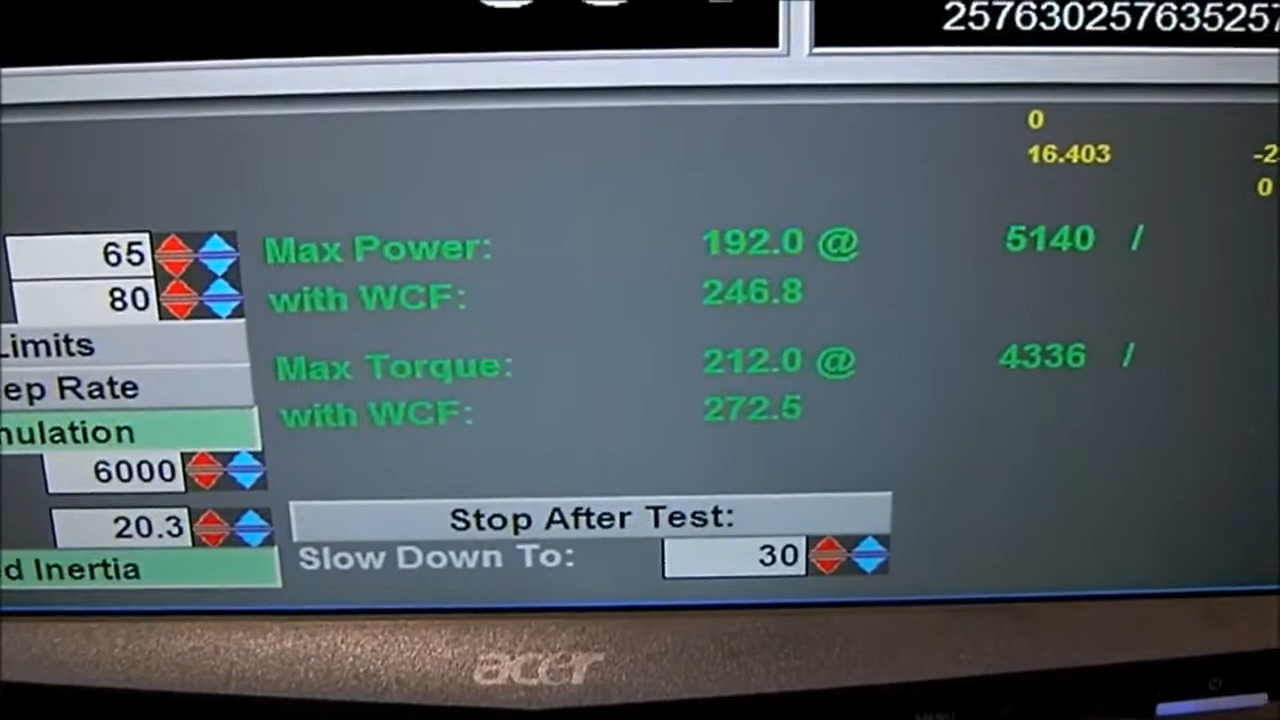 257630257635257
0
16.403
-2
0
65
80
Max Power: 192.0 @ 5140 /
with WCF: 246.8
Limits
ep Rate
Max Torque: 212.0 @ 4336 /
with WCF: 272.5
nulation
6000
20.3
Stop After Test:
d Inertia
Slow Down To: 30
acer